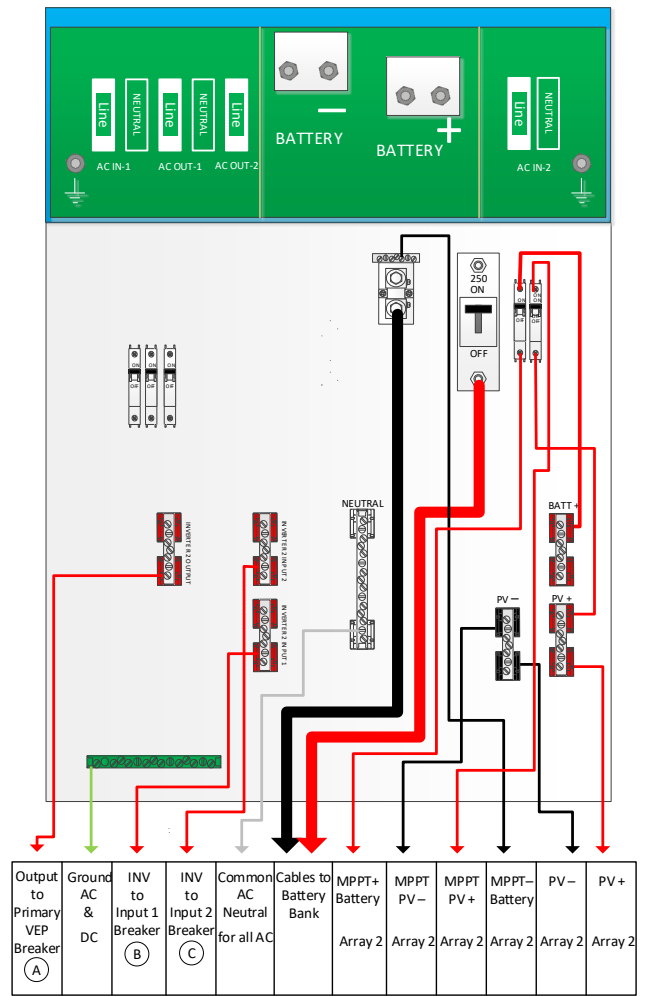 Line
NEUTRAL
Line
NEUTRAL
Line
AC IN-1
AC OUT-1
AC OUT-2
−
BATTERY
+
BATTERY
Line
NEUTRAL
AC IN-2
250
ON
OFF
ON
OFF
ON
OFF
ON
OFF
ON
OFF
ON
ON
OFF
NEUTRAL
INVERTER 2 OUTPUT
INVERTER 2 INPUT 2
INVERTER 2 INPUT 1
BATT +
PV −
PV +
Output
to
Primary
VEP
Breaker
A
Ground
AC
&
DC
INV
to
Input 1
Breaker
B
INV
to
Input 2
Breaker
C
Common
AC
Neutral
for all AC
Cables to
Battery
Bank
MPPT+
Battery
Array 2
MPPT
PV −
Array 2
MPPT
PV +
Array 2
MPPT−
Battery
Array 2
PV −
Array 2
PV +
Array 2